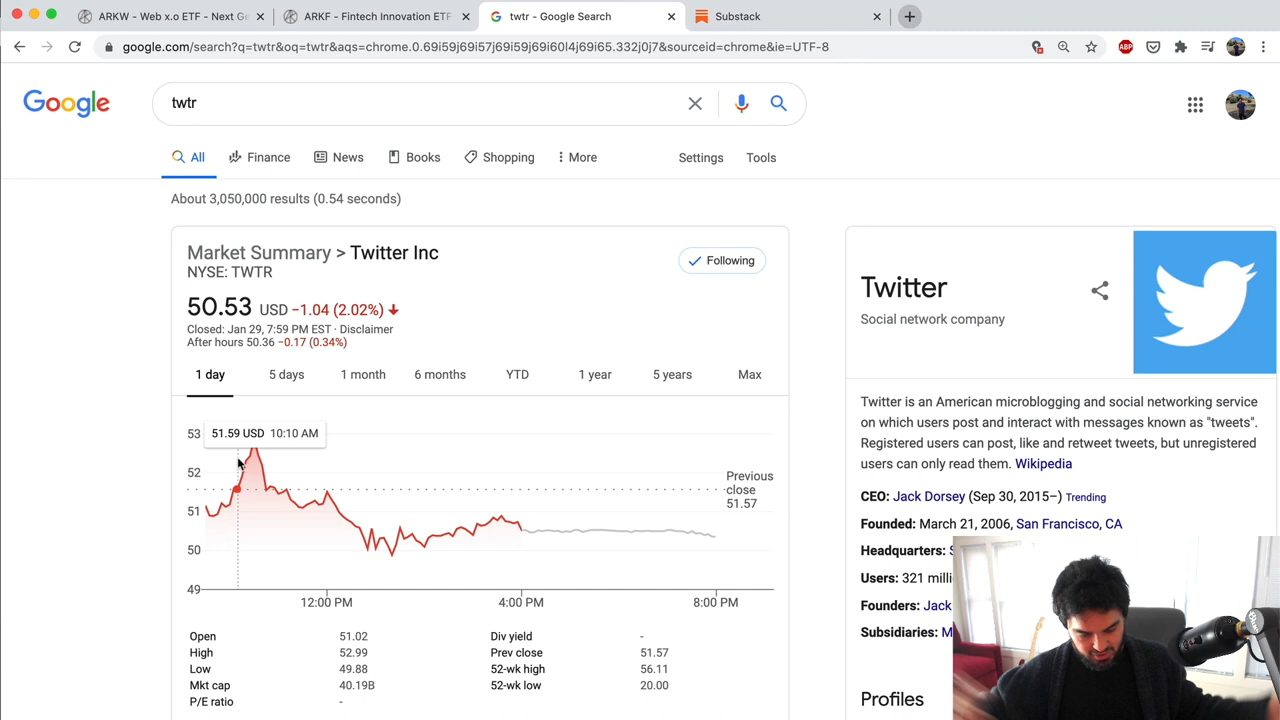 ARKW - Web x.o ETF - Next Ge
ARKF - Fintech Innovation ETF
twtr - Google Search
Substack
google.com/search?q=twtr&oq=twtr&aqs=chrome.0.69i59j69i57j69i59j69i60l4j69i65.332j0j7&sourceid=chrome&ie=UTF-8
ABP
Google
twtr
All
Finance
News
Books
Shopping
More
Settings
Tools
About 3,050,000 results (0.54 seconds)
Market Summary > Twitter Inc
NYSE: TWTR
Following
50.53 USD −1.04 (2.02%)
Closed: Jan 29, 7:59 PM EST · Disclaimer
After hours 50.36 −0.17 (0.34%)
1 day
5 days
1 month
6 months
YTD
1 year
5 years
Max
53
52
51
50
49
51.59 USD 10:10 AM
Previous
close
51.57
12:00 PM
4:00 PM
8:00 PM
Open 51.02
High 52.99
Low 49.88
Mkt cap 40.19B
P/E ratio -
Div yield -
Prev close 51.57
52-wk high 56.11
52-wk low 20.00
Twitter
Social network company
Twitter is an American microblogging and social networking service
on which users post and interact with messages known as "tweets".
Registered users can post, like and retweet tweets, but unregistered
users can only read them. Wikipedia
CEO: Jack Dorsey (Sep 30, 2015–) Trending
Founded: March 21, 2006, San Francisco, CA
Headquarters:
Users: 321 milli
Founders: Jack
Subsidiaries: M
Profiles